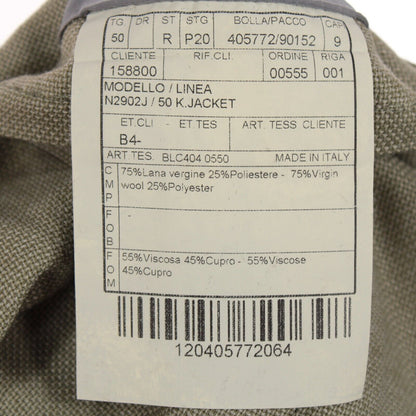 TG DR ST STG BOLLA/PACCO CAP
50 R P20 405772/90152 9
CLIENTE RIF.CLI. ORDINE RIGA
158800 00555 001
MODELLO / LINEA
N2902J / 50 K.JACKET
ET.CLI - ET TES ART. TESS CLIENTE
B4-
ART TES. BLC404 0550 MADE IN ITALY
CMP
75%Lana vergine 25%Poliestere - 75%Virgin
wool 25%Polyester
FOB
FOM
55%Viscosa 45%Cupro - 55%Viscose
45%Cupro
120405772064